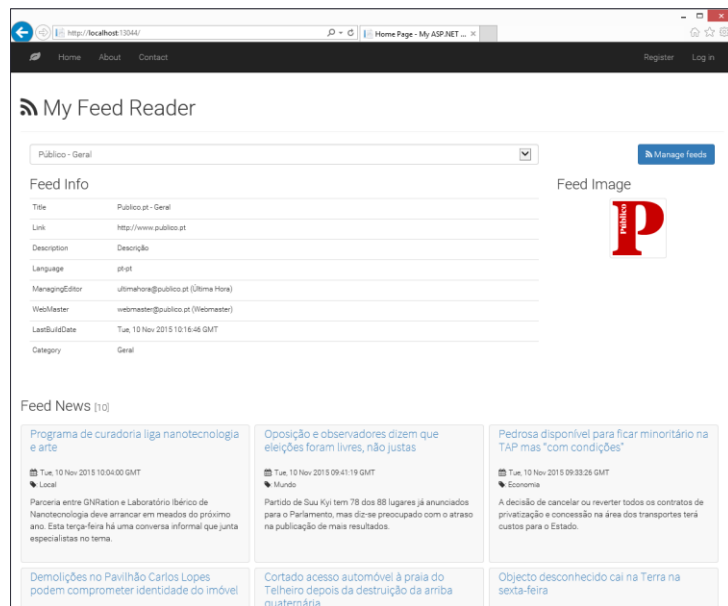 http://localhost:13044/
Home Page - My ASP.NET ...
Home About Contact Register Log in
My Feed Reader
Público - Geral
Manage feeds
Feed Info
Feed Image
Title Publico.pt - Geral
Link http://www.publico.pt
Description Descrição
Language pt-pt
ManagingEditor ultimahora@publico.pt (Última Hora)
WebMaster webmaster@publico.pt (Webmaster)
LastBuildDate Tue, 10 Nov 2015 10:16:46 GMT
Category Geral
Público
P
Feed News [10]
Programa de curadoria liga nanotecnologia
e arte
Tue, 10 Nov 2015 10:04:00 GMT
Local
Parceria entre GNRation e Laboratório Ibérico de
Nanotecnologia deve arrancar em meados do próximo
ano. Esta terça-feira há uma conversa informal que junta
especialistas no tema.
Oposição e observadores dizem que
eleições foram livres, não justas
Tue, 10 Nov 2015 09:41:19 GMT
Mundo
Partido de Suu Kyi tem 78 dos 88 lugares já anunciados
para o Parlamento, mas diz-se preocupado com o atraso
na publicação de mais resultados.
Pedrosa disponível para ficar minoritário na
TAP mas "com condições"
Tue, 10 Nov 2015 09:33:26 GMT
Economia
A decisão de cancelar ou reverter todos os contratos de
privatização e concessão na área dos transportes terá
custos para o Estado.
Demolições no Pavilhão Carlos Lopes
podem comprometer identidade do imóvel
Cortado acesso automóvel à praia do
Telheiro depois da destruição da arriba
quaternária
Objecto desconhecido cai na Terra na
sexta-feira